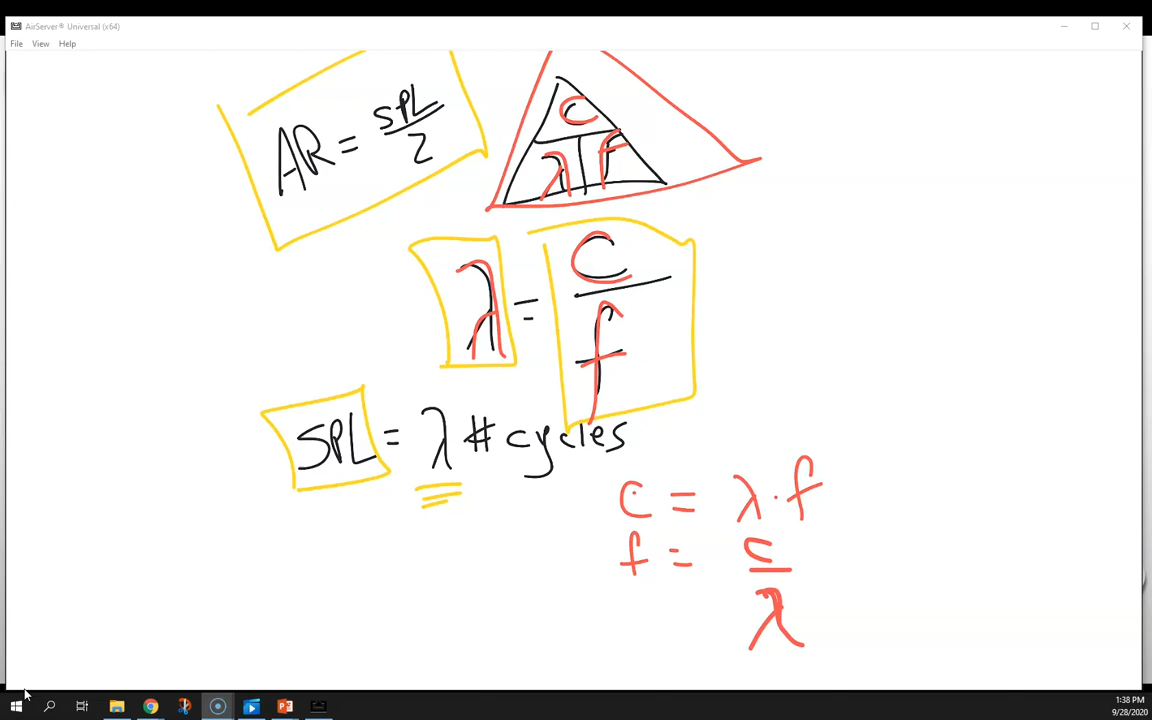 AirServer® Universal (x64)
File View Help
AR = SPL/2
C
λ f
λ = C/f
SPL = λ # cycles
C = λ · f
f = c/λ
1:38 PM
9/28/2020